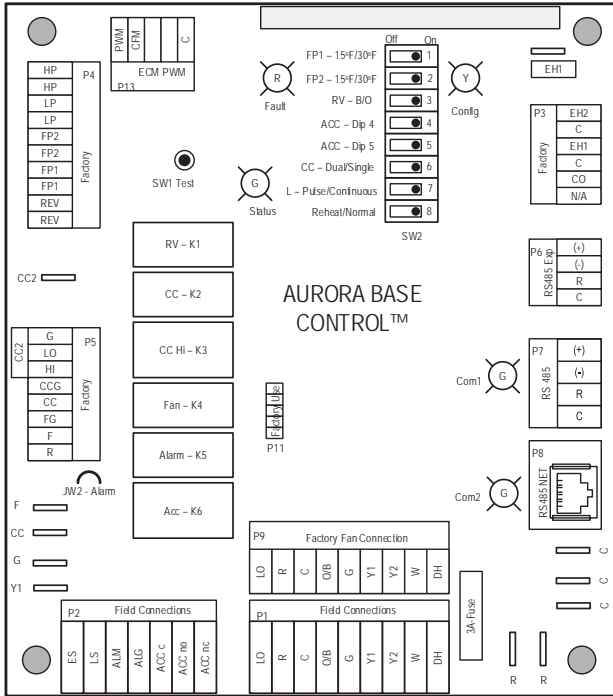 PWM
CFM
C
ECM PWM
P13
HP
HP
LP
LP
FP2
FP2
FP1
FP1
REV
REV
P4
Factory
R
Fault
Off On
FP1 – 15ºF/30ºF 1
FP2 – 15ºF/30ºF 2
RV – B/O 3
ACC – Dip 4 4
ACC – Dip 5 5
CC – Dual/Single 6
L – Pulse/Continuous 7
Reheat/Normal 8
SW2
Y
Config
SW1 Test
G
Status
EH1
P3
Factory
EH2
C
EH1
C
CO
N/A
RV – K1
CC – K2
CC Hi – K3
Fan – K4
Alarm – K5
Acc – K6
CC2
AURORA BASE
CONTROL™
P6
RS485 Exp
(+)
(-)
R
C
CC2
G
LO
HI
CCG
CC
FG
F
R
P5
Factory
JW2 - Alarm
Factory Use
P11
Com1
G
P7
RS 485
(+)
(-)
R
C
Com2
G
P8
RS485 NET
F
CC
G
Y1
P9 Factory Fan Connection
LO
R
C
O/B
G
Y1
Y2
W
DH
P2 Field Connections
ES
LS
ALM
ALG
ACC c
ACC no
ACC nc
P1 Field Connections
LO
R
C
O/B
G
Y1
Y2
W
DH
3A-Fuse
C
C
C
R R